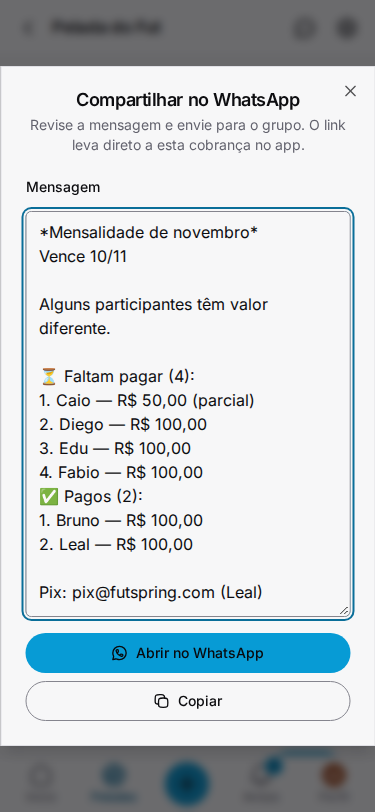 Compartilhar no WhatsApp
Revise a mensagem e envie para o grupo. O link
leva direto a esta cobrança no app.
Mensagem
*Mensalidade de novembro*
Vence 10/11
Alguns participantes têm valor
diferente.
⏳ Faltam pagar (4):
1. Caio — R$ 50,00 (parcial)
2. Diego — R$ 100,00
3. Edu — R$ 100,00
4. Fabio — R$ 100,00
✅ Pagos (2):
1. Bruno — R$ 100,00
2. Leal — R$ 100,00
Pix: pix@futspring.com (Leal)
Abrir no WhatsApp
Copiar